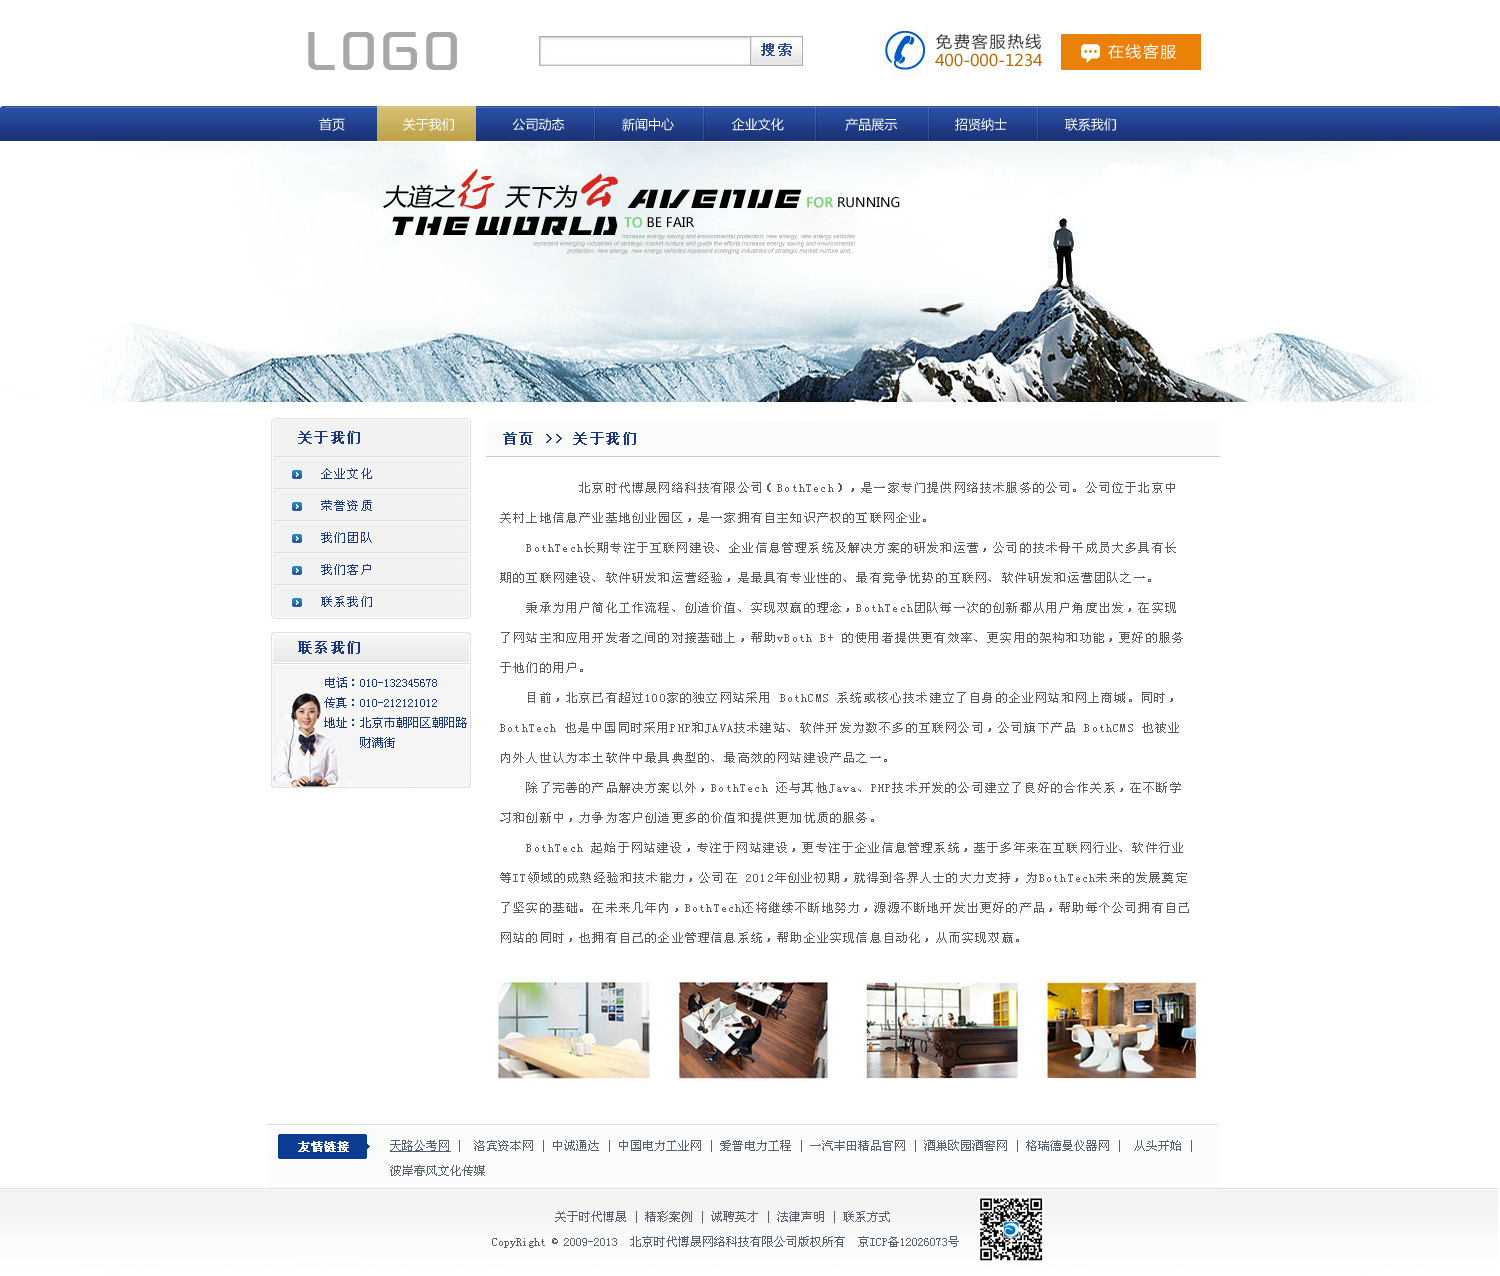 LOGO
搜索
免费客服热线
400-000-1234
在线客服
首页 关于我们 公司动态 新闻中心 企业文化 产品展示 招贤纳士 联系我们
大道之行 天下为公 AVENUE FOR RUNNING
THE WORLD TO BE FAIR
increase energy saving and environmental protection, new energy, new energy vehicles
represent emerging industries of strategic market nurture and guide the efforts increase energy saving and environmental
protection, new energy, new energy vehicles represent emerging industries of strategic market nurture and...
关于我们
企业文化
荣誉资质
我们团队
我们客户
联系我们
联系我们
电话：010-132345678
传真：010-212121012
地址：北京市朝阳区朝阳路
财满街
首页 >> 关于我们
北京时代博晟网络科技有限公司（BothTech），是一家专门提供网络技术服务的公司。公司位于北京中
关村上地信息产业基地创业园区，是一家拥有自主知识产权的互联网企业。
BothTech长期专注于互联网建设、企业信息管理系统及解决方案的研发和运营，公司的技术骨干成员大多具有长
期的互联网建设、软件研发和运营经验，是最具有专业性的、最有竞争优势的互联网、软件研发和运营团队之一。
秉承为用户简化工作流程、创造价值、实现双赢的理念，BothTech团队每一次的创新都从用户角度出发，在实现
了网站主和应用开发者之间的对接基础上，帮助vBoth B+ 的使用者提供更有效率、更实用的架构和功能，更好的服务
于他们的用户。
目前，北京已有超过100家的独立网站采用 BothCMS 系统或核心技术建立了自身的企业网站和网上商城。同时，
BothTech 也是中国同时采用PHP和JAVA技术建站、软件开发为数不多的互联网公司，公司旗下产品 BothCMS 也被业
内外人世认为本土软件中最具典型的、最高效的网站建设产品之一。
除了完善的产品解决方案以外，BothTech 还与其他Java、PHP技术开发的公司建立了良好的合作关系，在不断学
习和创新中，力争为客户创造更多的价值和提供更加优质的服务。
BothTech 起始于网站建设，专注于网站建设，更专注于企业信息管理系统，基于多年来在互联网行业、软件行业
等IT领域的成熟经验和技术能力，公司在 2012年创业初期，就得到各界人士的大力支持，为BothTech未来的发展奠定
了坚实的基础。在未来几年内，BothTech还将继续不断地努力，源源不断地开发出更好的产品，帮助每个公司拥有自己
网站的同时，也拥有自己的企业管理信息系统，帮助企业实现信息自动化，从而实现双赢。
友情链接
天路公考网 | 洛宾资本网 | 中诚通达 | 中国电力工业网 | 爱普电力工程 | 一汽丰田精品官网 | 酒巢欧园酒窖网 | 格瑞德曼仪器网 | 从头开始 |
彼岸春风文化传媒
关于时代博晟 | 精彩案例 | 诚聘英才 | 法律声明 | 联系方式
CopyRight © 2009-2013 北京时代博晟网络科技有限公司版权所有 京ICP备12026073号